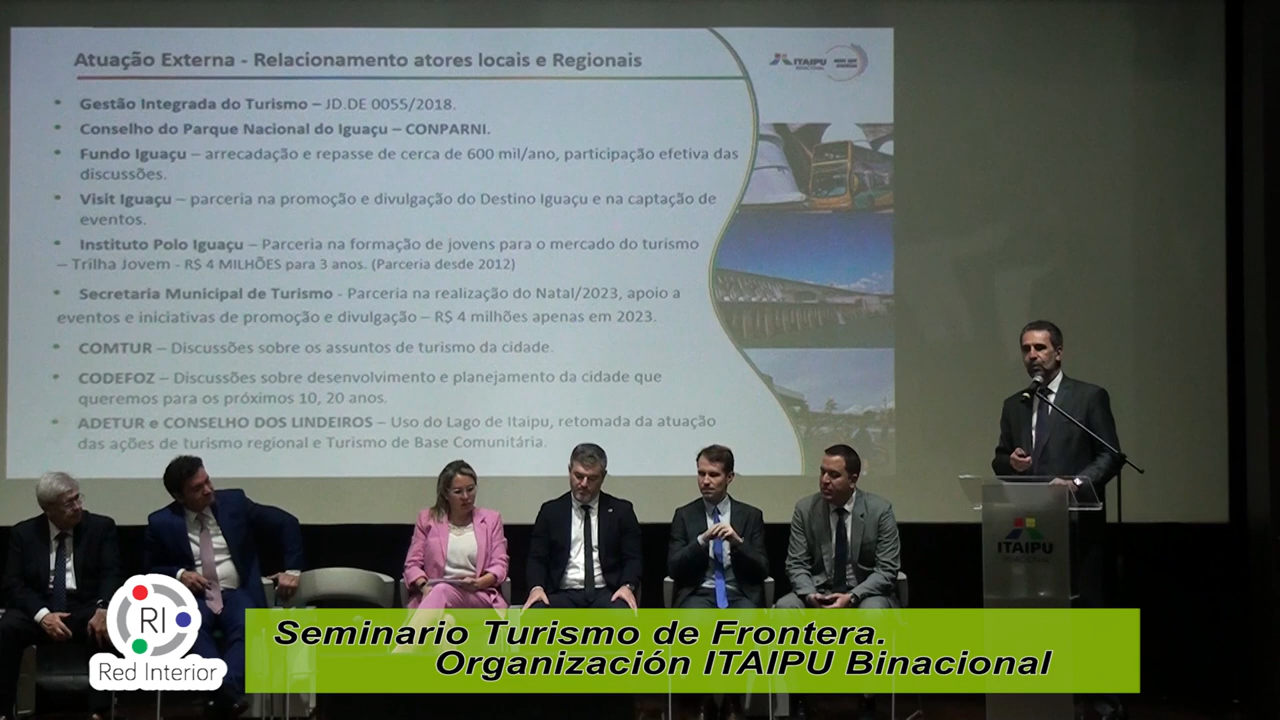 Atuação Externa - Relacionamento atores locais e Regionais
ITAIPU
BINACIONAL
• Gestão Integrada do Turismo – JD.DE 0055/2018.
• Conselho do Parque Nacional do Iguaçu – CONPARNI.
• Fundo Iguaçu – arrecadação e repasse de cerca de 600 mil/ano, participação efetiva das
discussões.
• Visit Iguaçu – parceria na promoção e divulgação do Destino Iguaçu e na captação de
eventos.
• Instituto Polo Iguaçu – Parceria na formação de jovens para o mercado do turismo
– Trilha Jovem - R$ 4 MILHÕES para 3 anos. (Parceria desde 2012)
• Secretaria Municipal de Turismo - Parceria na realização do Natal/2023, apoio a
eventos e iniciativas de promoção e divulgação – R$ 4 milhões apenas em 2023.
• COMTUR – Discussões sobre os assuntos de turismo da cidade.
• CODEFOZ – Discussões sobre desenvolvimento e planejamento da cidade que
queremos para os próximos 10, 20 anos.
• ADETUR e CONSELHO DOS LINDEIROS – Uso do Lago de Itaipu, retomada da atuação
das ações de turismo regional e Turismo de Base Comunitária.
ITAIPU
BINACIONAL
RI
Red Interior
Seminario Turismo de Frontera.
Organización ITAIPU Binacional